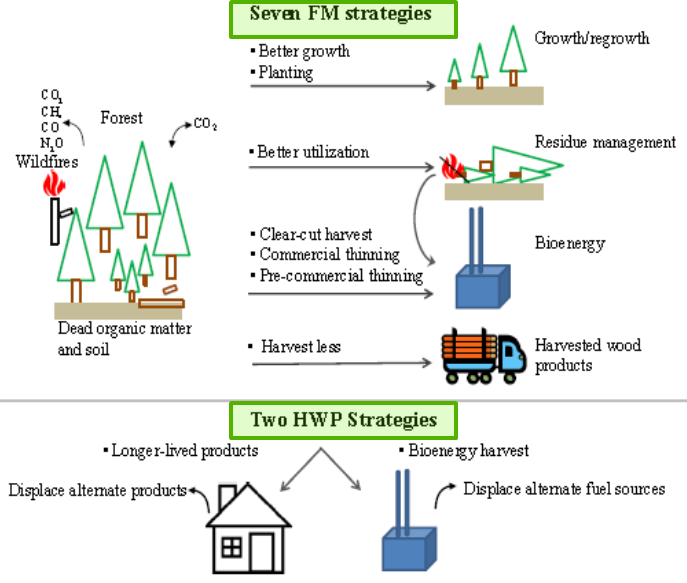 Seven FM strategies
▪ Better growth
▪ Planting
Growth/regrowth
CO₂
CH₄
CO
N₂O
Wildfires
Forest
CO₂
▪ Better utilization
Residue management
▪ Clear-cut harvest
▪ Commercial thinning
▪ Pre-commercial thinning
Bioenergy
Dead organic matter
and soil
▪ Harvest less
Harvested wood
products
Two HWP Strategies
▪ Longer-lived products
▪ Bioenergy harvest
Displace alternate products
Displace alternate fuel sources